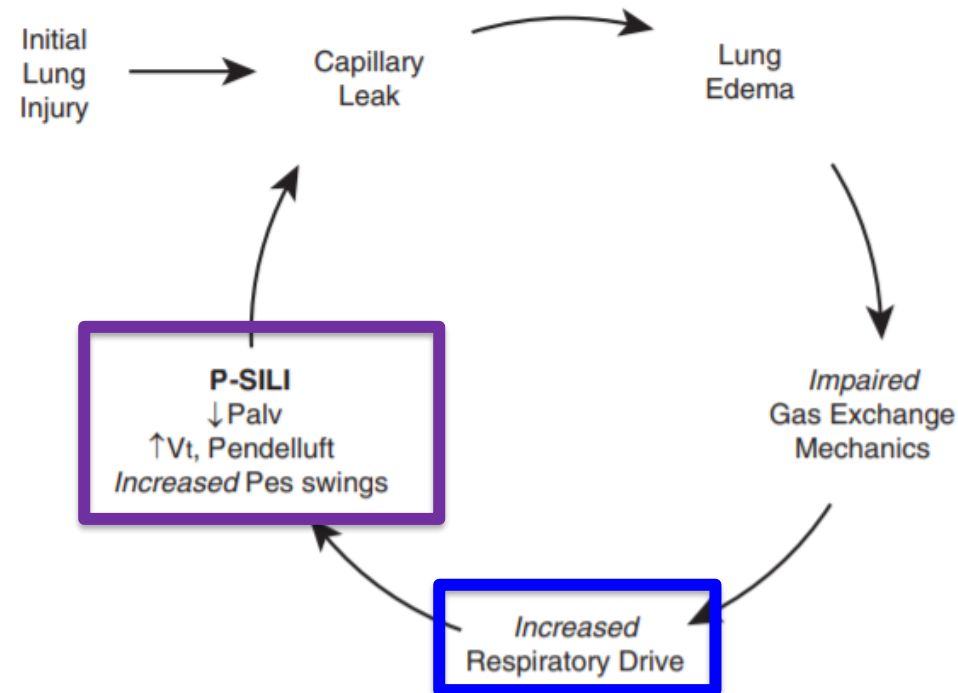 Initial
Lung
Injury
Capillary
Leak
Lung
Edema
Impaired
Gas Exchange
Mechanics
Increased
Respiratory Drive
P-SILI
↓Palv
↑Vt, Pendelluft
Increased Pes swings